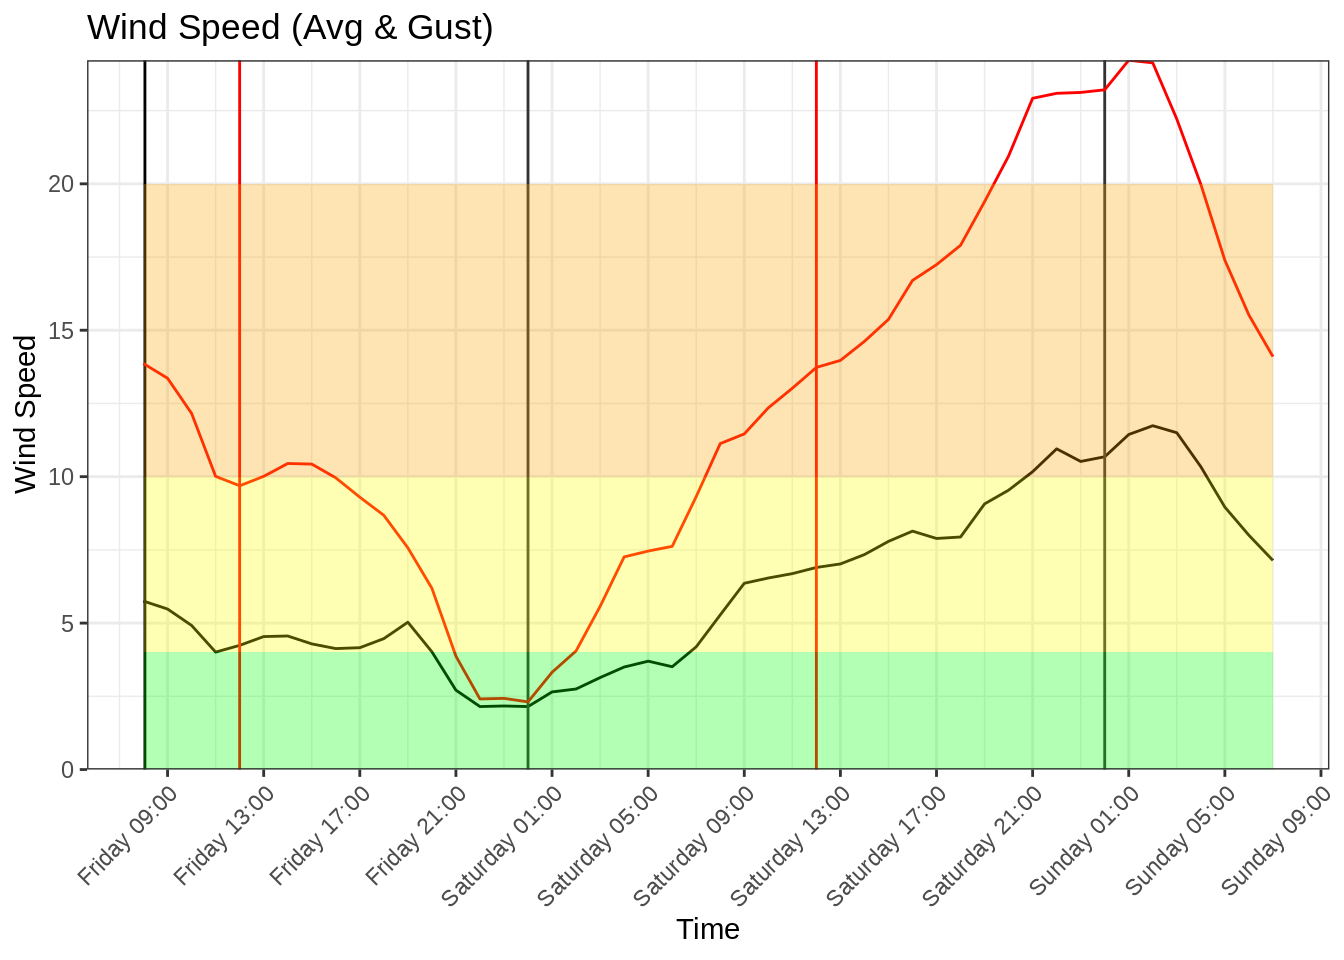 Wind Speed (Avg & Gust)
Wind Speed
20
15
10
5
0
Friday 09:00
Friday 13:00
Friday 17:00
Friday 21:00
Saturday 01:00
Saturday 05:00
Saturday 09:00
Saturday 13:00
Saturday 17:00
Saturday 21:00
Sunday 01:00
Sunday 05:00
Sunday 09:00
Time